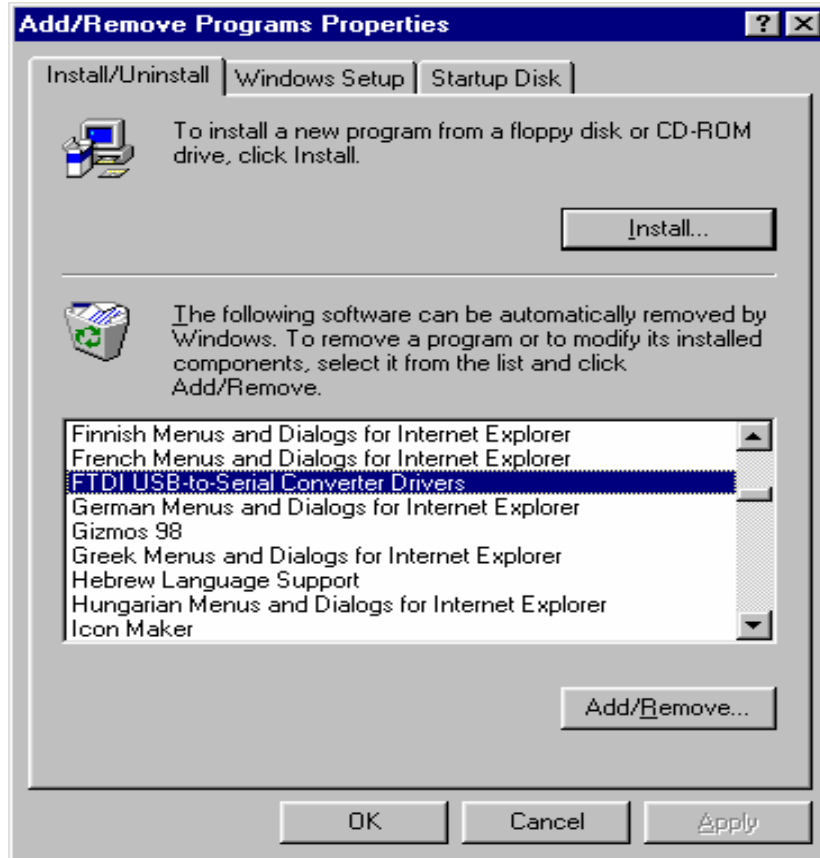 Add/Remove Programs Properties
Install/Uninstall
Windows Setup
Startup Disk
To install a new program from a floppy disk or CD-ROM
drive, click Install.
Install...
The following software can be automatically removed by
Windows. To remove a program or to modify its installed
components, select it from the list and click
Add/Remove.
Finnish Menus and Dialogs for Internet Explorer
French Menus and Dialogs for Internet Explorer
FTDI USB-to-Serial Converter Drivers
German Menus and Dialogs for Internet Explorer
Gizmos 98
Greek Menus and Dialogs for Internet Explorer
Hebrew Language Support
Hungarian Menus and Dialogs for Internet Explorer
Icon Maker
Add/Remove...
OK
Cancel
Apply